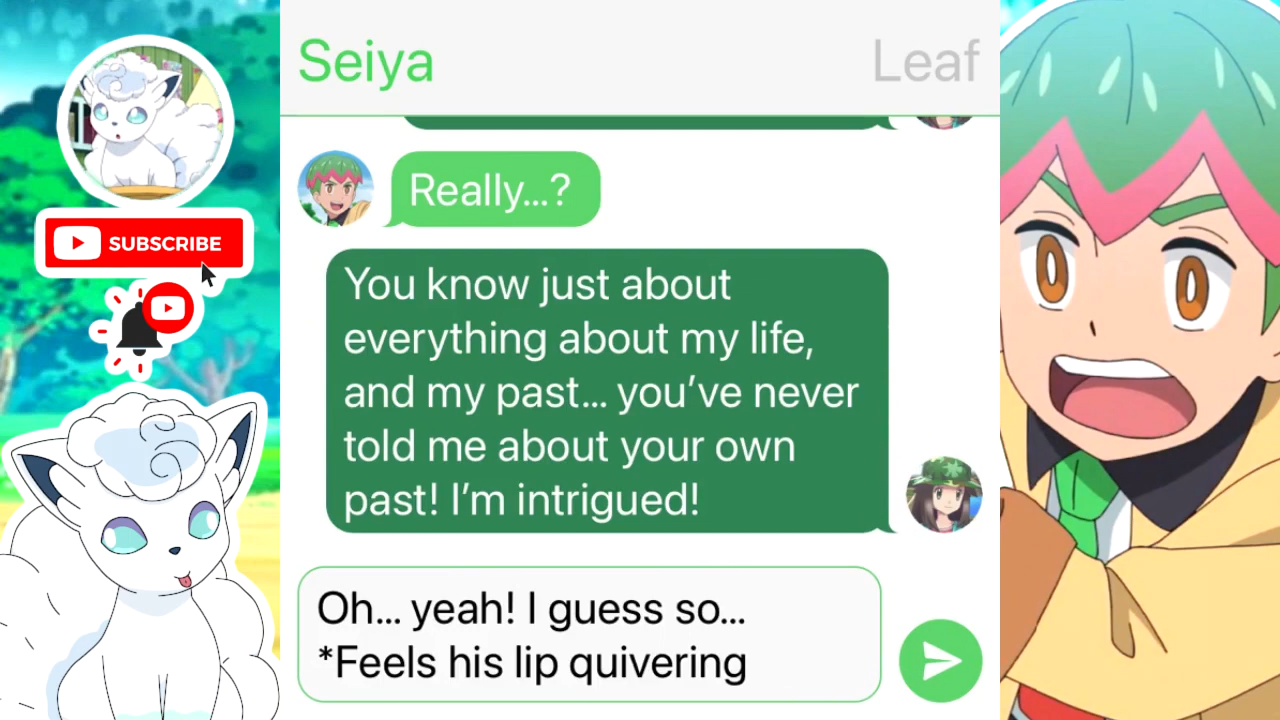 Seiya
Leaf
Really...?
You know just about
everything about my life,
and my past... you’ve never
told me about your own
past! I’m intrigued!
SUBSCRIBE
Oh... yeah! I guess so...
*Feels his lip quivering